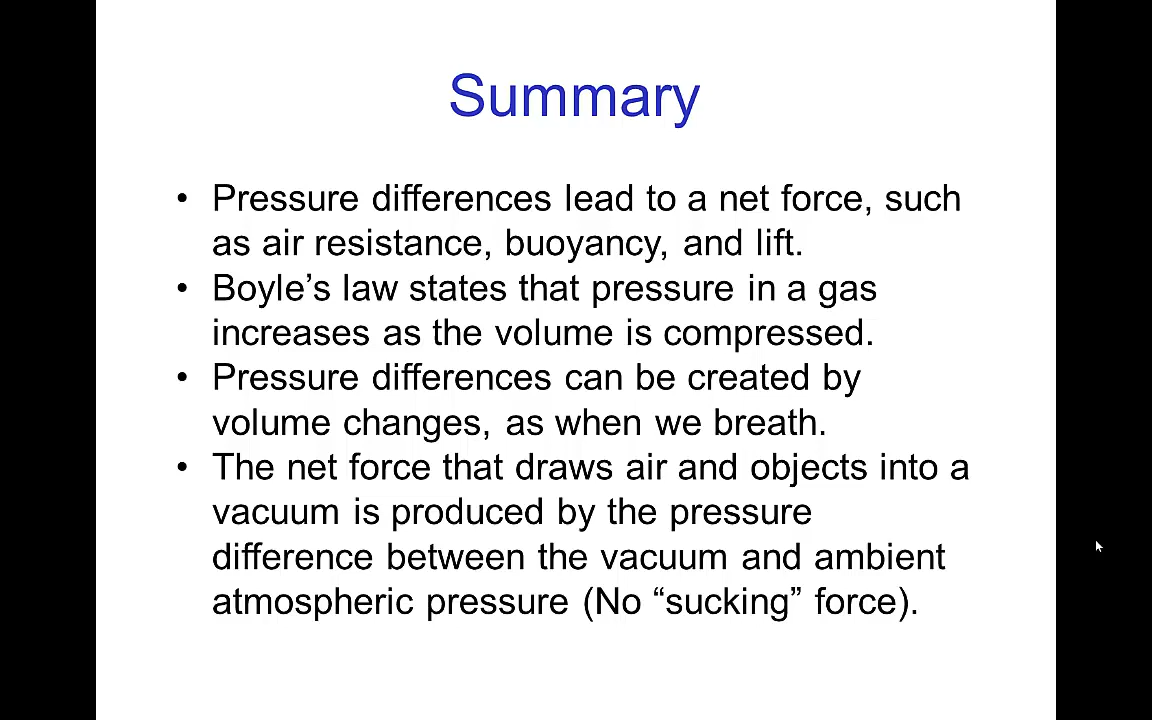 Summary
• Pressure differences lead to a net force, such
as air resistance, buoyancy, and lift.
• Boyle’s law states that pressure in a gas
increases as the volume is compressed.
• Pressure differences can be created by
volume changes, as when we breath.
• The net force that draws air and objects into a
vacuum is produced by the pressure
difference between the vacuum and ambient
atmospheric pressure (No “sucking” force).